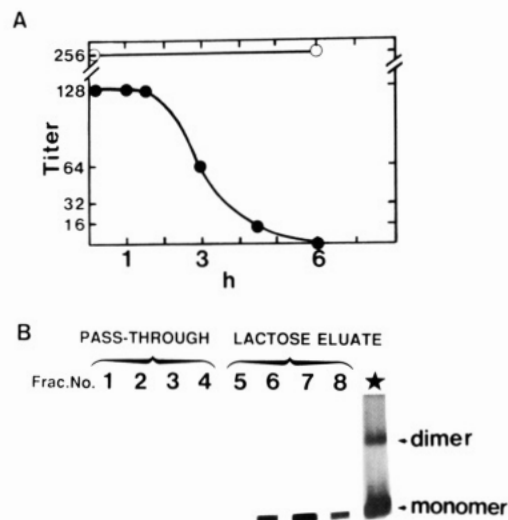 A
256
128
64
32
16
Titer
1 3 6
h
B PASS-THROUGH LACTOSE ELUATE
Frac.No. 1 2 3 4 5 6 7 8 ★
dimer
monomer